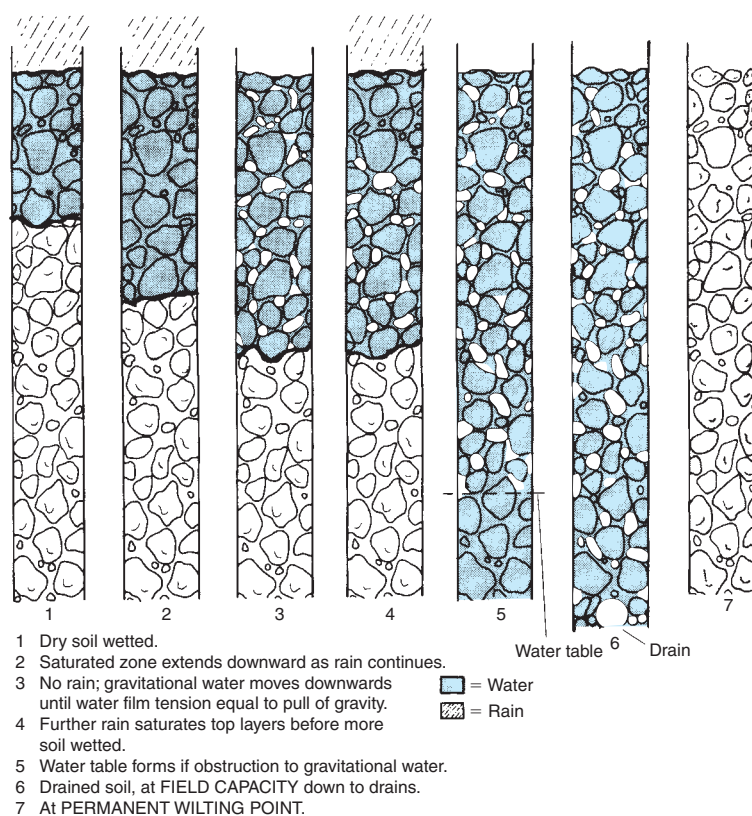 1
2
3
4
5
6
7
Water table
Drain
1 Dry soil wetted.
2 Saturated zone extends downward as rain continues.
3 No rain; gravitational water moves downwards
until water film tension equal to pull of gravity.
4 Further rain saturates top layers before more
soil wetted.
5 Water table forms if obstruction to gravitational water.
6 Drained soil, at FIELD CAPACITY down to drains.
7 At PERMANENT WILTING POINT.
= Water
= Rain